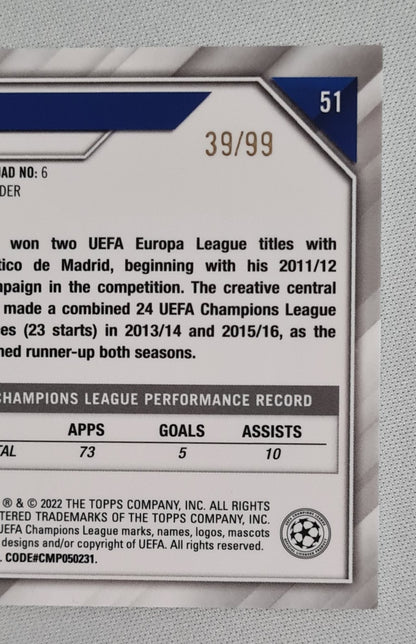 51
39/99
AD NO: 6
DER
won two UEFA Europa League titles with
tico de Madrid, beginning with his 2011/12
paign in the competition. The creative central
made a combined 24 UEFA Champions League
es (23 starts) in 2013/14 and 2015/16, as the
ned runner-up both seasons.
CHAMPIONS LEAGUE PERFORMANCE RECORD
APPS GOALS ASSISTS
TAL 73 5 10
® & © 2022 THE TOPPS COMPANY, INC. ALL RIGHTS
TERED TRADEMARKS OF THE TOPPS COMPANY, INC.
UEFA Champions League marks, names, logos, mascots
designs and/or copyright of UEFA. All rights reserved.
. CODE#CMP050231.